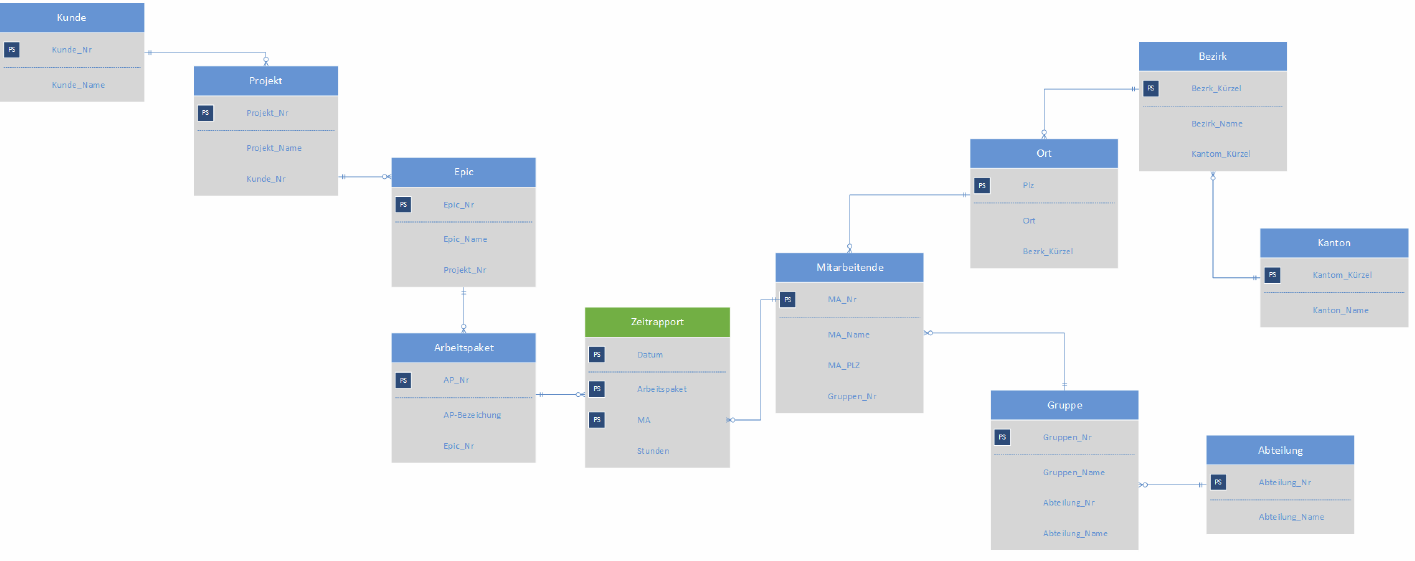 Kunde
PS Kunde_Nr
Kunde_Name
Projekt
PS Projekt_Nr
Projekt_Name
Kunde_Nr
Epic
PS Epic_Nr
Epic_Name
Projekt_Nr
Arbeitspaket
PS AP_Nr
AP-Bezeichung
Epic_Nr
Zeitrapport
PS Datum
PS Arbeitspaket
PS MA
Stunden
Mitarbeitende
PS MA_Nr
MA_Name
MA_PLZ
Gruppen_Nr
Ort
PS Plz
Ort
Bezrk_Kürzel
Bezirk
PS Bezrk_Kürzel
Bezirk_Name
Kantom_Kürzel
Kanton
PS Kantom_Kürzel
Kanton_Name
Gruppe
PS Gruppen_Nr
Gruppen_Name
Abteilung_Nr
Abteilung_Name
Abteilung
PS Abteilung_Nr
Abteilung_Name